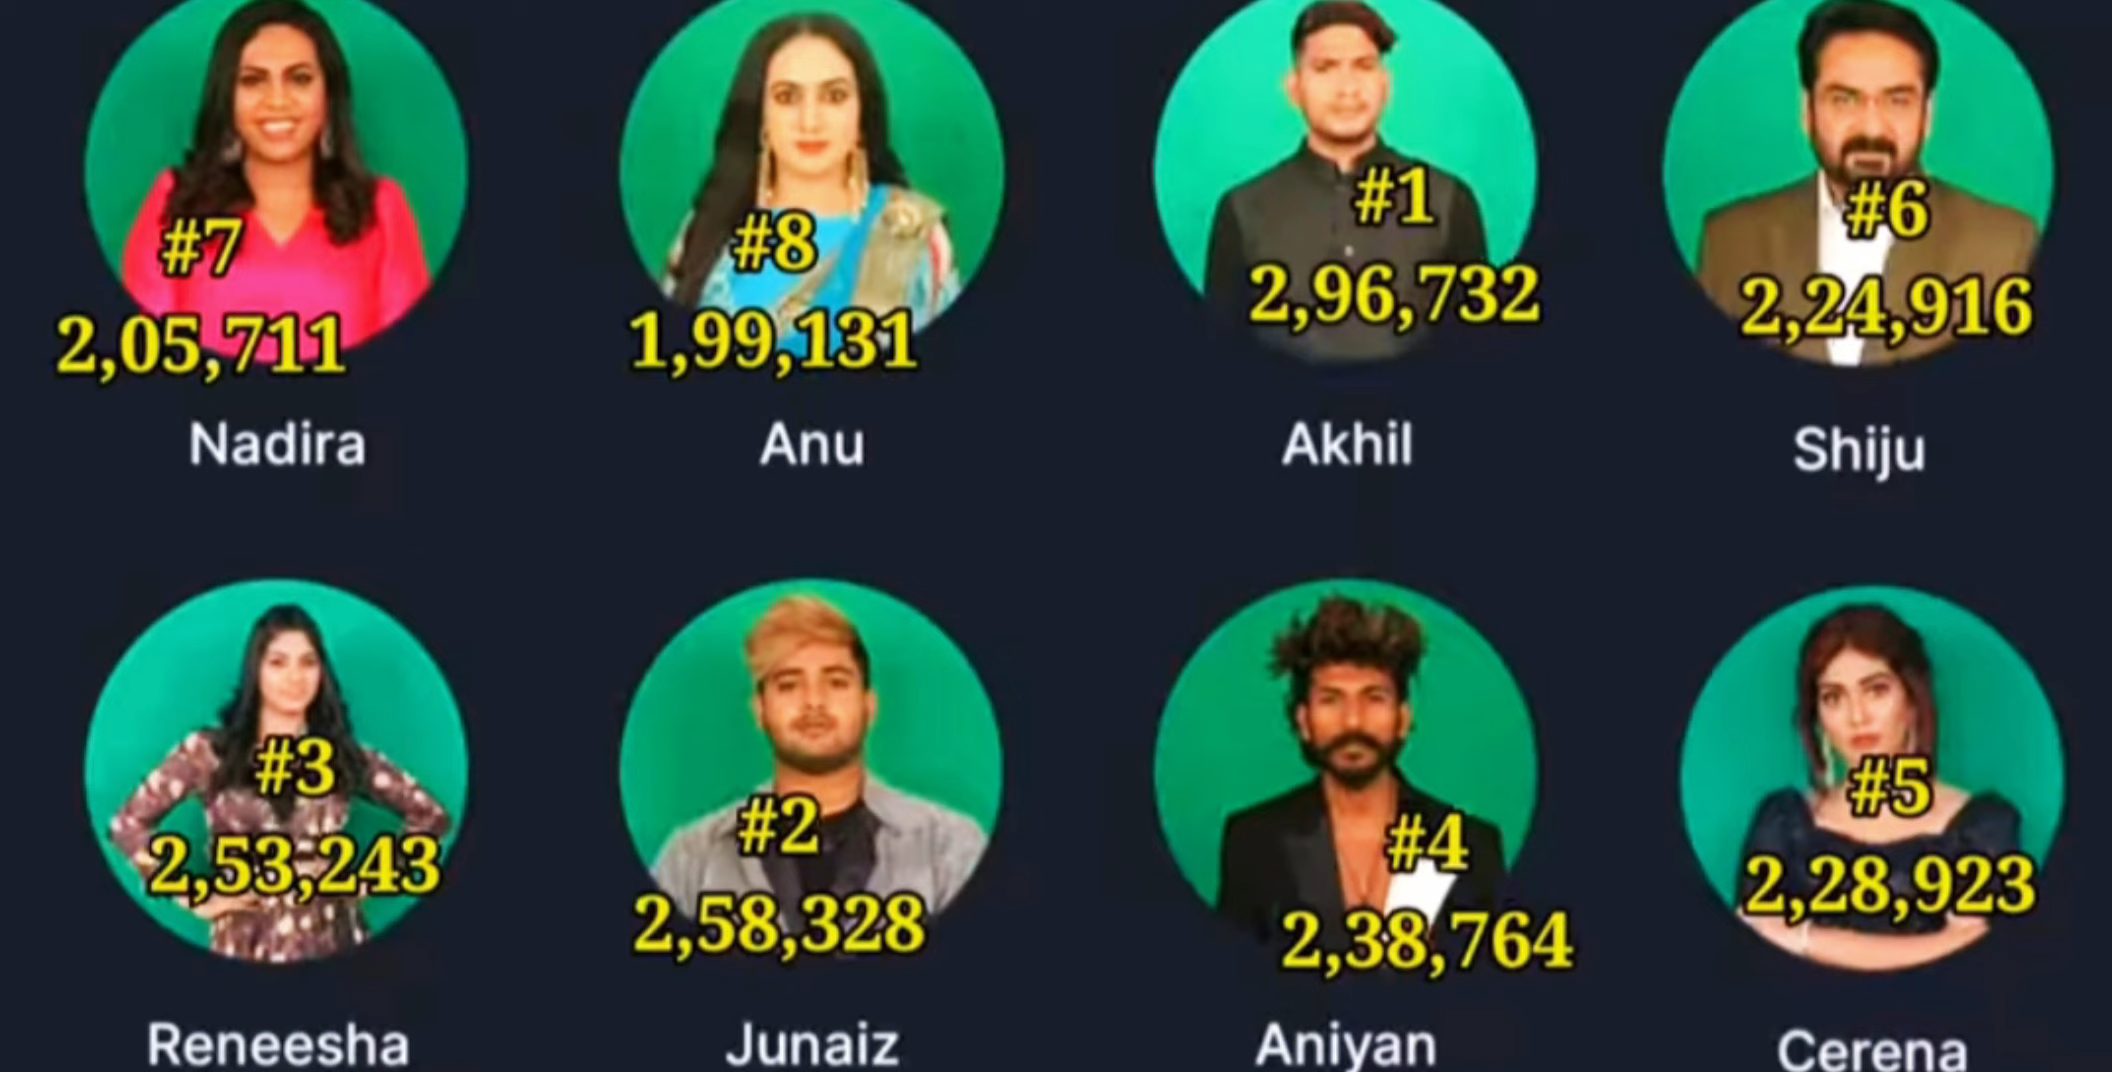 #7
2,05,711
Nadira
#8
1,99,131
Anu
#1
2,96,732
Akhil
#6
2,24,916
Shiju
#3
2,53,243
Reneesha
#2
2,58,328
Junaiz
#4
2,38,764
Aniyan
#5
2,28,923
Cerena